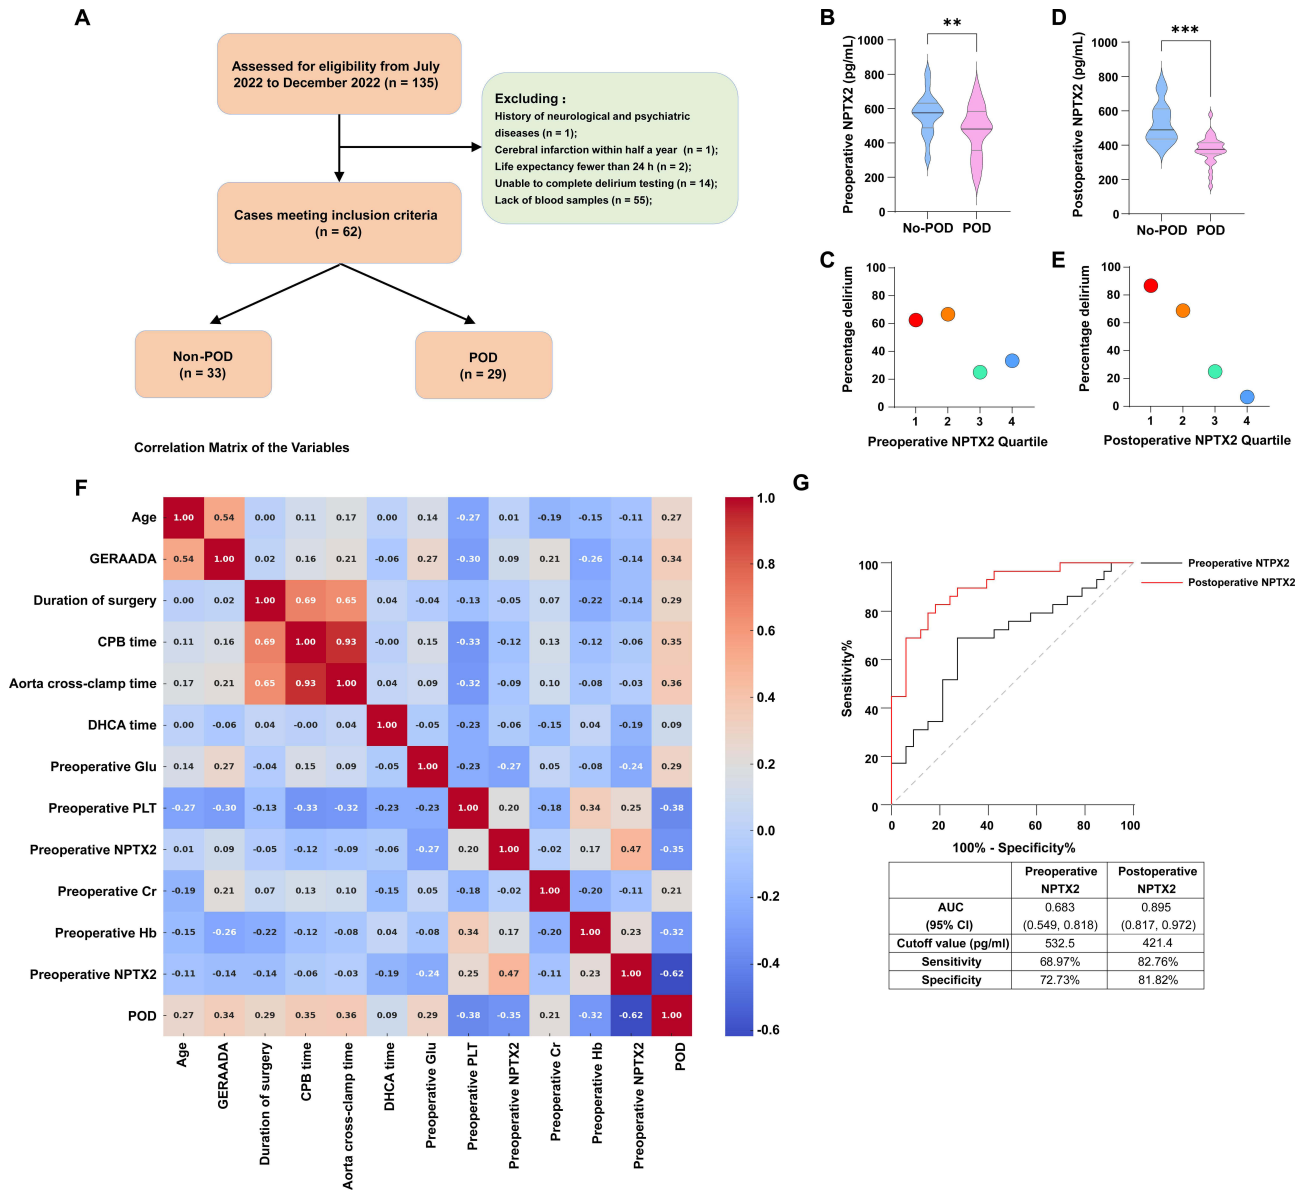 A
Assessed for eligibility from July
2022 to December 2022 (n = 135)
Excluding :
History of neurological and psychiatric
diseases (n = 1);
Cerebral infarction within half a year (n = 1);
Life expectancy fewer than 24 h (n = 2);
Unable to complete delirium testing (n = 14);
Lack of blood samples (n = 55);
Cases meeting inclusion criteria
(n = 62)
Non-POD
(n = 33)
POD
(n = 29)
B
**
Preoperative NPTX2 (pg/mL)
1000
800
600
400
200
0
No-POD POD
D
***
Postoperative NPTX2 (pg/mL)
1000
800
600
400
200
0
No-POD POD
C
Percentage delirium
100
80
60
40
20
0
1 2 3 4
Preoperative NPTX2 Quartile
E
Percentage delirium
100
80
60
40
20
0
1 2 3 4
Postoperative NPTX2 Quartile
Correlation Matrix of the Variables
F
Age 1.00 0.54 0.00 0.11 0.17 0.00 0.14 -0.27 0.01 -0.19 -0.15 -0.11 0.27
GERAADA 0.54 1.00 0.02 0.16 0.21 -0.06 0.27 -0.30 0.09 0.21 -0.26 -0.14 0.34
Duration of surgery 0.00 0.02 1.00 0.69 0.65 0.04 -0.04 -0.13 -0.05 0.07 -0.22 -0.14 0.29
CPB time 0.11 0.16 0.69 1.00 0.93 -0.00 0.15 -0.33 -0.12 0.13 -0.12 -0.06 0.35
Aorta cross-clamp time 0.17 0.21 0.65 0.93 1.00 0.04 0.09 -0.32 -0.09 0.10 -0.08 -0.03 0.36
DHCA time 0.00 -0.06 0.04 -0.00 0.04 1.00 -0.05 -0.23 -0.06 -0.15 0.04 -0.19 0.09
Preoperative Glu 0.14 0.27 -0.04 0.15 0.09 -0.05 1.00 -0.23 -0.27 0.05 -0.08 -0.24 0.29
Preoperative PLT -0.27 -0.30 -0.13 -0.33 -0.32 -0.23 -0.23 1.00 0.20 -0.18 0.34 0.25 -0.38
Preoperative NPTX2 0.01 0.09 -0.05 -0.12 -0.09 -0.06 -0.27 0.20 1.00 -0.02 0.17 0.47 -0.35
Preoperative Cr -0.19 0.21 0.07 0.13 0.10 -0.15 0.05 -0.18 -0.02 1.00 -0.20 -0.11 0.21
Preoperative Hb -0.15 -0.26 -0.22 -0.12 -0.08 0.04 -0.08 0.34 0.17 -0.20 1.00 0.23 -0.32
Preoperative NPTX2 -0.11 -0.14 -0.14 -0.06 -0.03 -0.19 -0.24 0.25 0.47 -0.11 0.23 1.00 -0.62
POD 0.27 0.34 0.29 0.35 0.36 0.09 0.29 -0.38 -0.35 0.21 -0.32 -0.62 1.00
Age
GERAADA
Duration of surgery
CPB time
Aorta cross-clamp time
DHCA time
Preoperative Glu
Preoperative PLT
Preoperative NPTX2
Preoperative Cr
Preoperative Hb
Preoperative NPTX2
POD
1.0
0.8
0.6
0.4
0.2
0.0
-0.2
-0.4
-0.6
G
Preoperative NTPX2
Postoperative NPTX2
Sensitivity%
100
80
60
40
20
0
0 20 40 60 80 100
100% - Specificity%
Preoperative Postoperative
NPTX2 NPTX2
AUC 0.683 0.895
(95% CI) (0.549, 0.818) (0.817, 0.972)
Cutoff value (pg/ml) 532.5 421.4
Sensitivity 68.97% 82.76%
Specificity 72.73% 81.82%